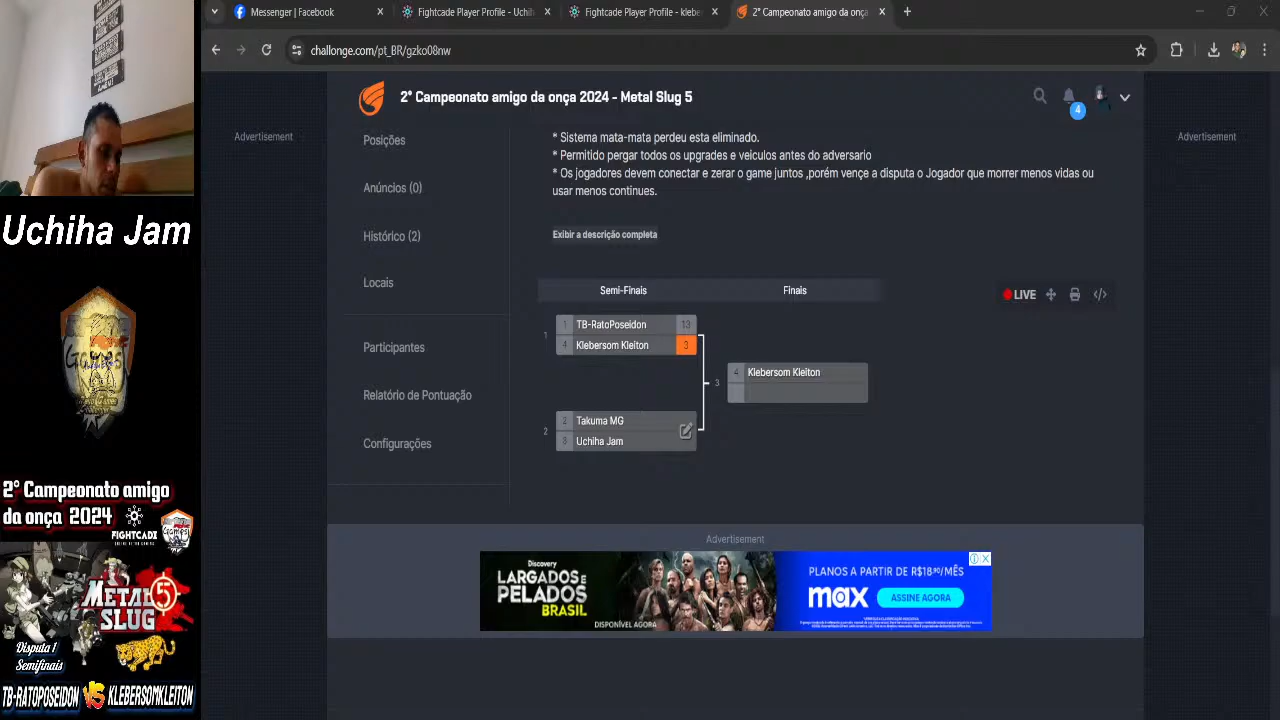 Messenger | Facebook
Fightcade Player Profile - Uchih
Fightcade Player Profile - klebe
2° Campeonato amigo da onça
challonge.com/pt_BR/gzko08nw
2° Campeonato amigo da onça 2024 - Metal Slug 5
4
Advertisement
Advertisement
Posições
Anúncios (0)
Histórico (2)
Locais
Participantes
Relatório de Pontuação
Configurações
* Sistema mata-mata perdeu esta eliminado.
* Permitido pergar todos os upgrades e veiculos antes do adversario
* Os jogadores devem conectar e zerar o game juntos ,porém vençe a disputa o Jogador que morrer menos vidas ou
usar menos continues.
Exibir a descrição completa
Semi-Finais
Finais
LIVE
1
1 TB-RatoPoseidon 13
4 Klebersom Kleiton 3
3
4 Klebersom Kleiton
2
2 Takuma MG
3 Uchiha Jam
Advertisement
Discovery
LARGADOS E
PELADOS
BRASIL
DISPONÍVEL AGORA
PLANOS A PARTIR DE R$18,90/MÊS
max
ASSINE AGORA
Uchiha Jam
Games
2° Campeonato amigo
da onça 2024
FIGHTCADE
Games
METAL
SLUG 5
Disputa 1
Semifinais
TB-RATOPOSEIDON VS KLEBERSOMKLEITON